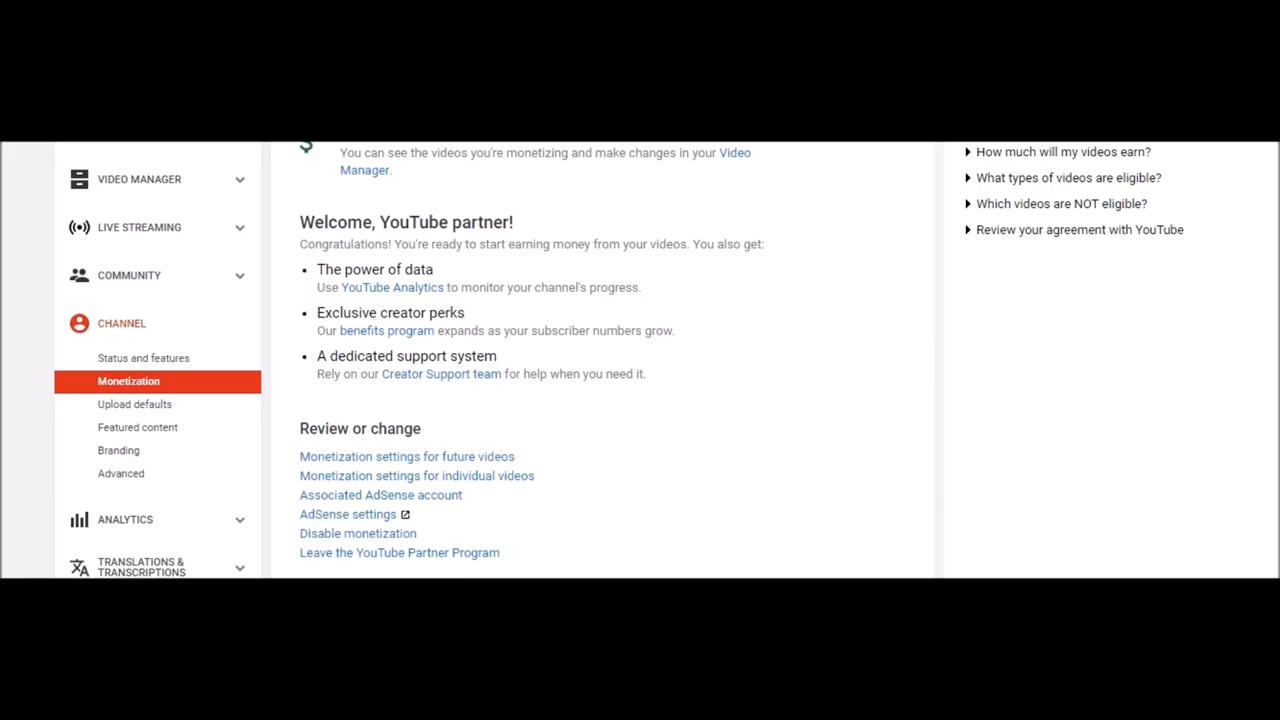 VIDEO MANAGER
LIVE STREAMING
COMMUNITY
CHANNEL
Status and features
Monetization
Upload defaults
Featured content
Branding
Advanced
ANALYTICS
TRANSLATIONS &
TRANSCRIPTIONS
$
You can see the videos you're monetizing and make changes in your Video
Manager.
Welcome, YouTube partner!
Congratulations! You're ready to start earning money from your videos. You also get:
• The power of data
Use YouTube Analytics to monitor your channel's progress.
• Exclusive creator perks
Our benefits program expands as your subscriber numbers grow.
• A dedicated support system
Rely on our Creator Support team for help when you need it.
Review or change
Monetization settings for future videos
Monetization settings for individual videos
Associated AdSense account
AdSense settings
Disable monetization
Leave the YouTube Partner Program
How much will my videos earn?
What types of videos are eligible?
Which videos are NOT eligible?
Review your agreement with YouTube